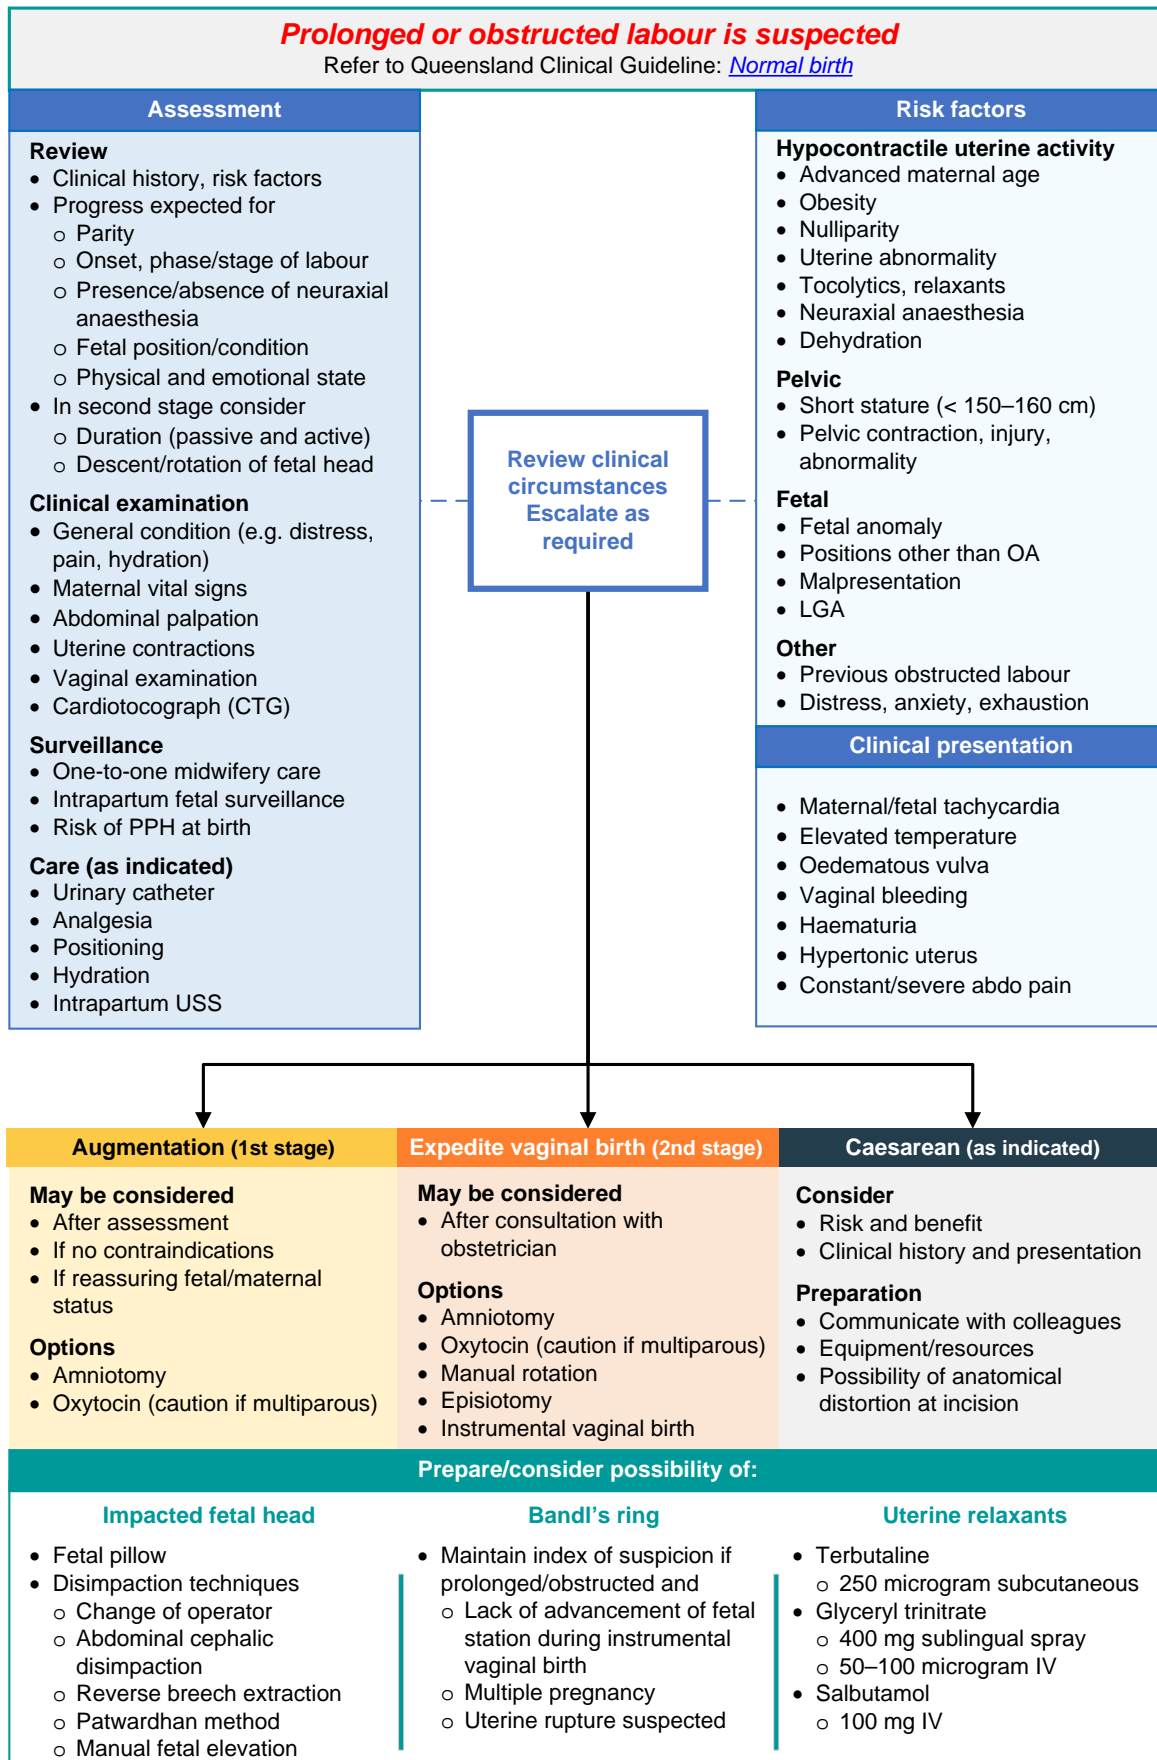 Prolonged or obstructed labour is suspected
Refer to Queensland Clinical Guideline: Normal birth
Assessment
Review
• Clinical history, risk factors
• Progress expected for
o Parity
o Onset, phase/stage of labour
o Presence/absence of neuraxial
anaesthesia
o Fetal position/condition
o Physical and emotional state
• In second stage consider
o Duration (passive and active)
o Descent/rotation of fetal head
Clinical examination
• General condition (e.g. distress,
pain, hydration)
• Maternal vital signs
• Abdominal palpation
• Uterine contractions
• Vaginal examination
• Cardiotocograph (CTG)
Surveillance
• One-to-one midwifery care
• Intrapartum fetal surveillance
• Risk of PPH at birth
Care (as indicated)
• Urinary catheter
• Analgesia
• Positioning
• Hydration
• Intrapartum USS
Review clinical
circumstances
Escalate as
required
Risk factors
Hypocontractile uterine activity
• Advanced maternal age
• Obesity
• Nulliparity
• Uterine abnormality
• Tocolytics, relaxants
• Neuraxial anaesthesia
• Dehydration
Pelvic
• Short stature (< 150–160 cm)
• Pelvic contraction, injury,
abnormality
Fetal
• Fetal anomaly
• Positions other than OA
• Malpresentation
• LGA
Other
• Previous obstructed labour
• Distress, anxiety, exhaustion
Clinical presentation
• Maternal/fetal tachycardia
• Elevated temperature
• Oedematous vulva
• Vaginal bleeding
• Haematuria
• Hypertonic uterus
• Constant/severe abdo pain
Augmentation (1st stage)
May be considered
• After assessment
• If no contraindications
• If reassuring fetal/maternal
status
Options
• Amniotomy
• Oxytocin (caution if multiparous)
Expedite vaginal birth (2nd stage)
May be considered
• After consultation with
obstetrician
Options
• Amniotomy
• Oxytocin (caution if multiparous)
• Manual rotation
• Episiotomy
• Instrumental vaginal birth
Caesarean (as indicated)
Consider
• Risk and benefit
• Clinical history and presentation
Preparation
• Communicate with colleagues
• Equipment/resources
• Possibility of anatomical
distortion at incision
Prepare/consider possibility of:
Impacted fetal head
• Fetal pillow
• Disimpaction techniques
o Change of operator
o Abdominal cephalic
disimpaction
o Reverse breech extraction
o Patwardhan method
o Manual fetal elevation
Bandl's ring
• Maintain index of suspicion if
prolonged/obstructed and
o Lack of advancement of fetal
station during instrumental
vaginal birth
o Multiple pregnancy
o Uterine rupture suspected
Uterine relaxants
• Terbutaline
o 250 microgram subcutaneous
• Glyceryl trinitrate
o 400 mg sublingual spray
o 50–100 microgram IV
• Salbutamol
o 100 mg IV